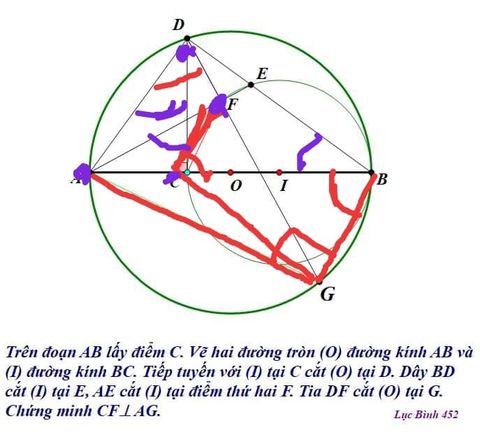 D
E
F
A
C
O
I
B
G
Trên đoạn AB lấy điểm C. Vẽ hai đường tròn (O) đường kính AB và
(I) đường kính BC. Tiếp tuyến với (I) tại C cắt (O) tại D. Dây BD
cắt (I) tại E, AE cắt (I) tại điểm thứ hai F. Tia DF cắt (O) tại G.
Chứng minh CF⊥AG.
Lục Bình 452